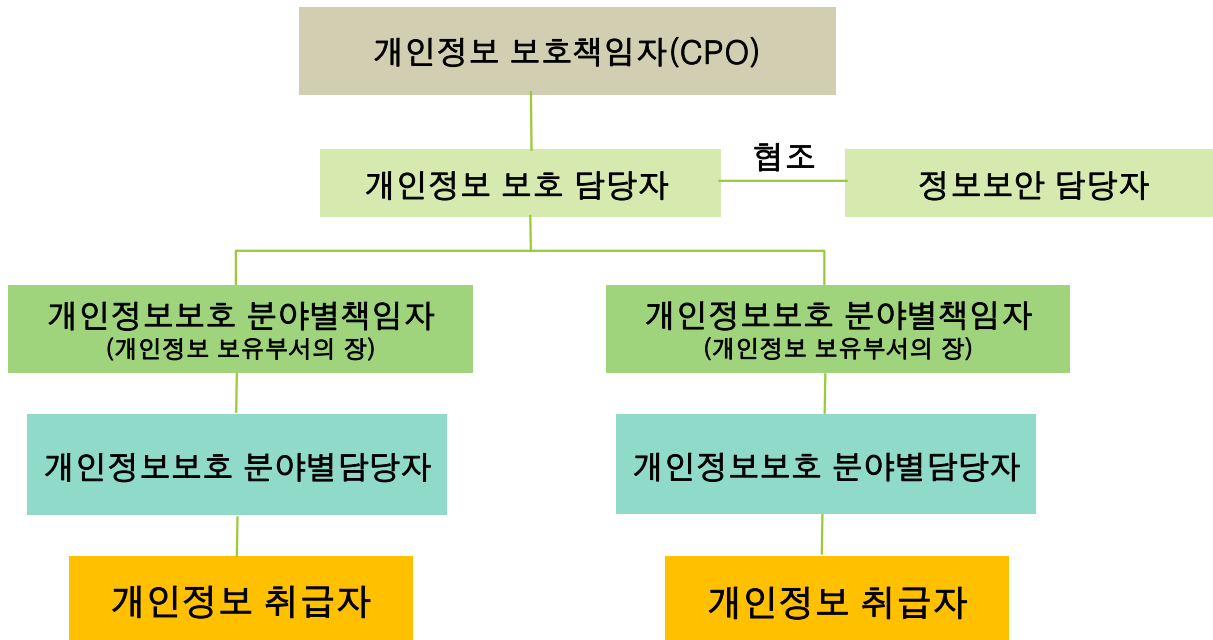 개인정보 보호책임자(CPO)
개인정보 보호 담당자
협조
정보보안 담당자
개인정보보호 분야별책임자
(개인정보 보유부서의 장)
개인정보보호 분야별책임자
(개인정보 보유부서의 장)
개인정보보호 분야별담당자
개인정보보호 분야별담당자
개인정보 취급자
개인정보 취급자